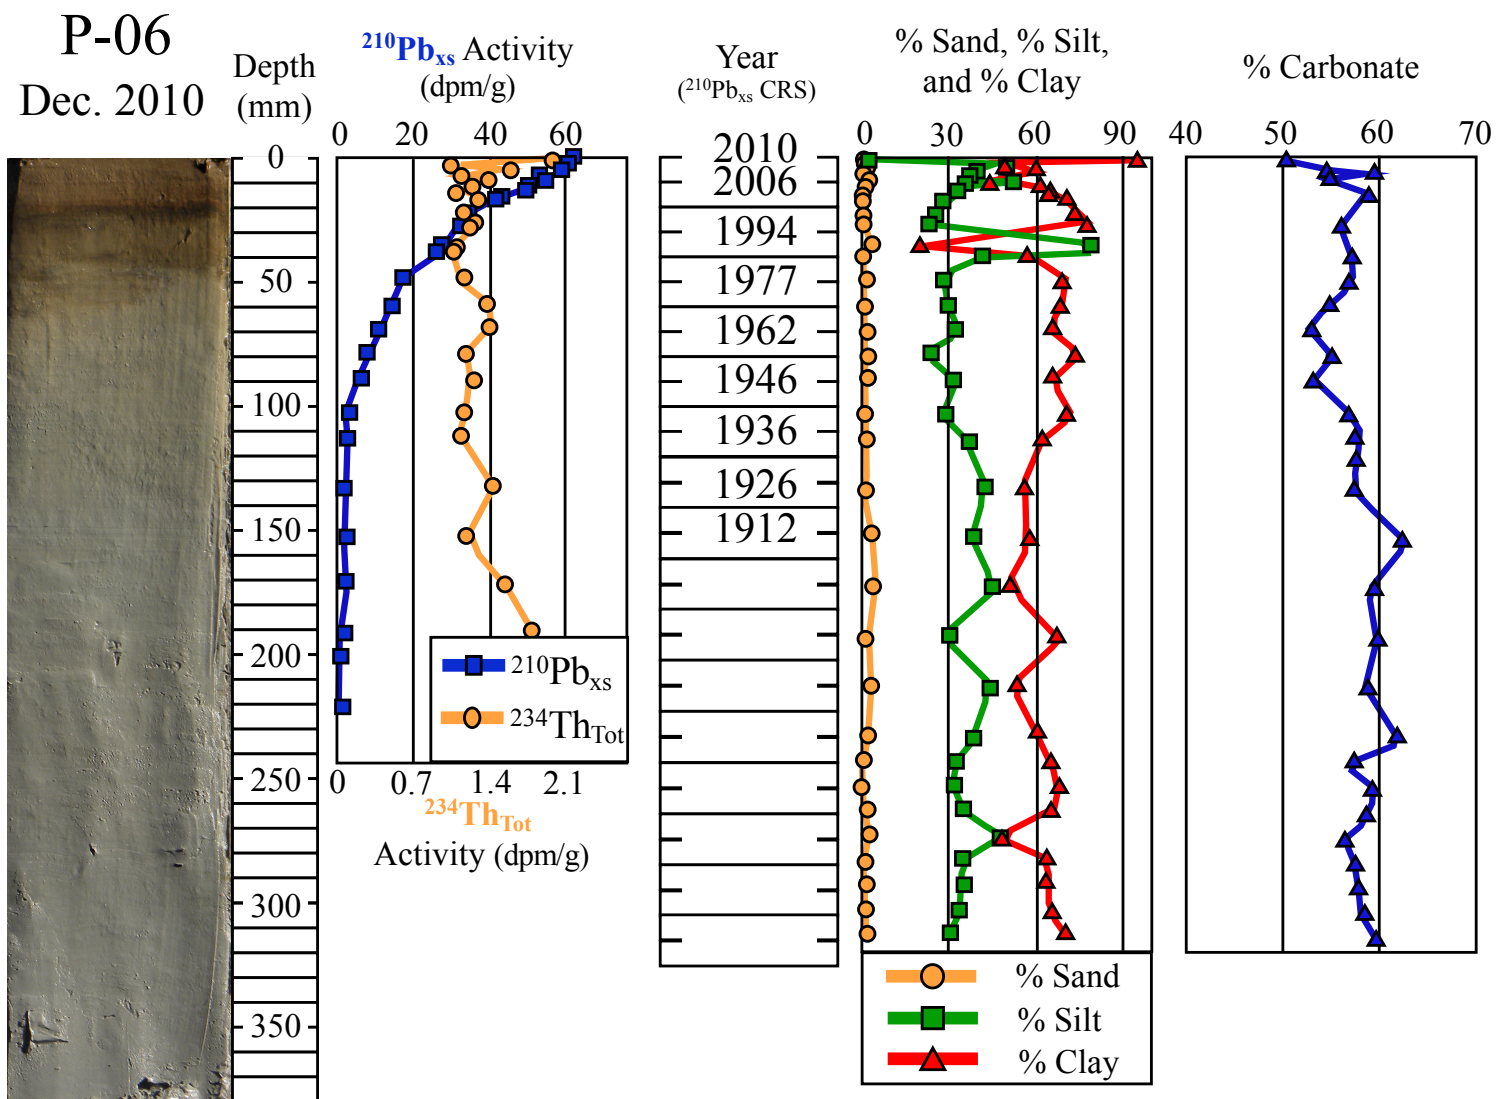 P-06
Dec. 2010
Depth
(mm)
210Pbxs Activity
(dpm/g)
Year
(210Pbxs CRS)
% Sand, % Silt,
and % Clay
% Carbonate
0 20 40 60
0 30 60 90
40 50 60 70
0
50
100
150
200
250
300
350
2010
2006
1994
1977
1962
1946
1936
1926
1912
210Pbxs
234ThTot
0 0.7 1.4 2.1
234ThTot
Activity (dpm/g)
% Sand
% Silt
% Clay